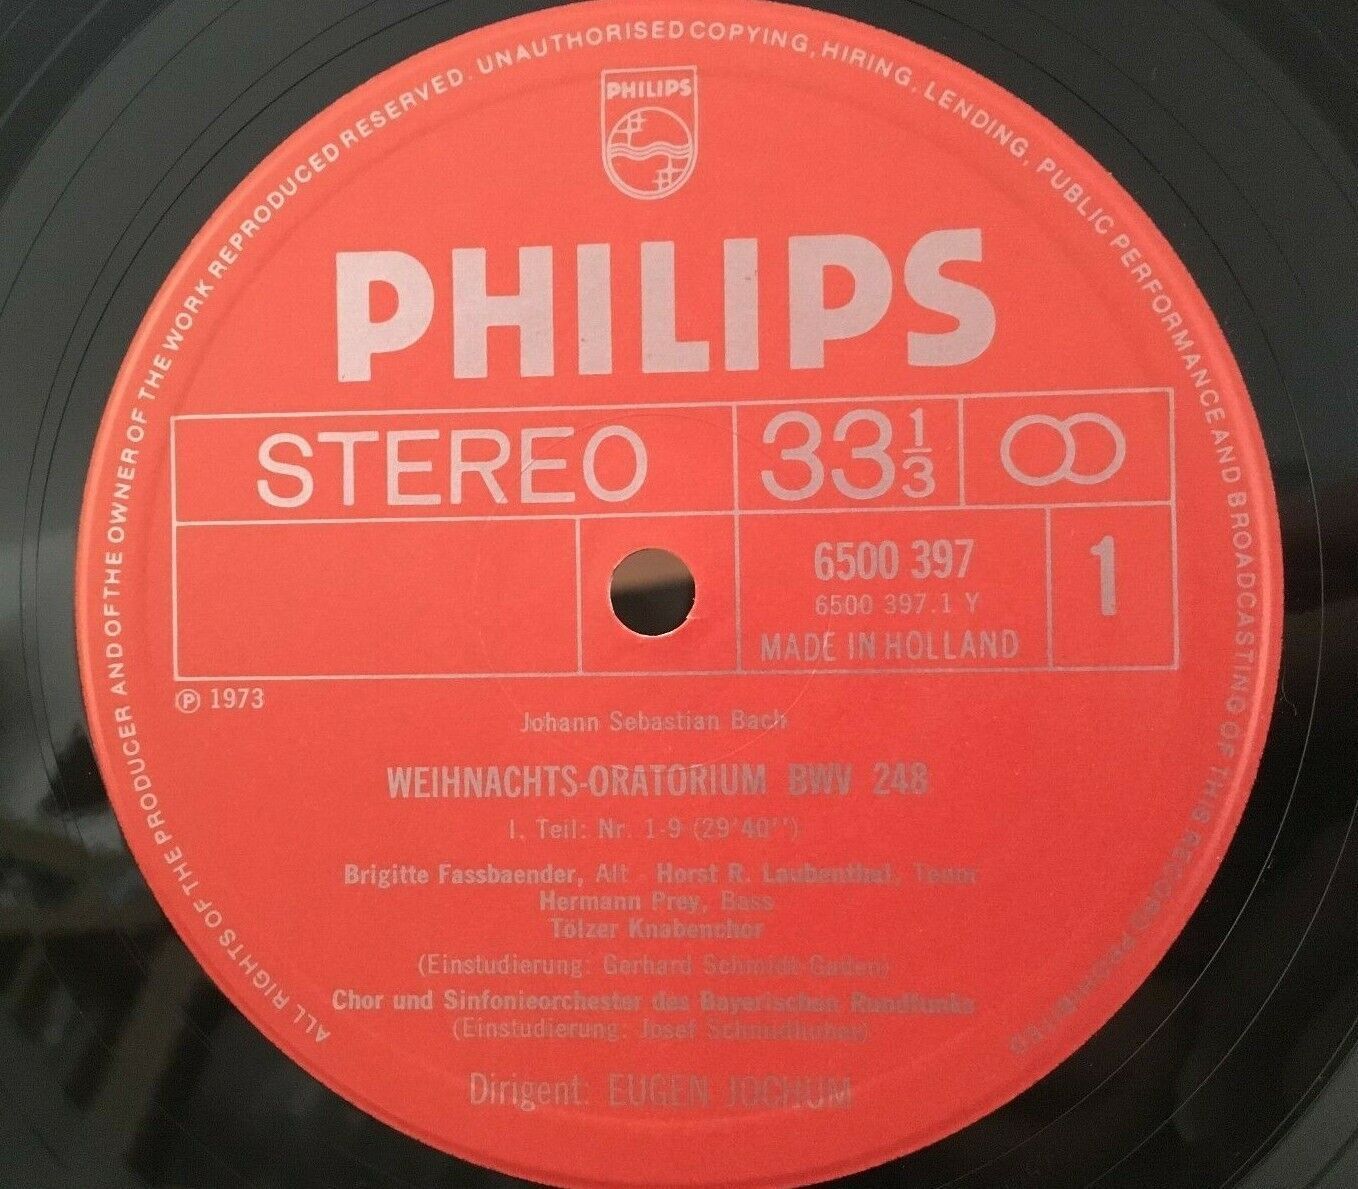 ALL RIGHTS OF THE PRODUCER AND OF THE OWNER OF THE WORK REPRODUCED RESERVED. UNAUTHORISED COPYING, HIRING, LENDING, PUBLIC PERFORMANCE AND BROADCASTING OF THIS RECORD PROHIBITED
PHILIPS
PHILIPS
STEREO 33 1/3
6500 397 1
6500 397.1 Y
MADE IN HOLLAND
℗ 1973
Johann Sebastian Bach
WEIHNACHTS-ORATORIUM BWV 248
I. Teil: Nr. 1-9 (29'40'')
Brigitte Fassbaender, Alt - Horst R. Laubenthal, Tenor
Hermann Prey, Bass
Tölzer Knabenchor
(Einstudierung: Gerhard Schmidt-Gaden)
Chor und Sinfonieorchester des Bayerischen Rundfunks
(Einstudierung: Josef Schmidhuber)
Dirigent: EUGEN JOCHUM